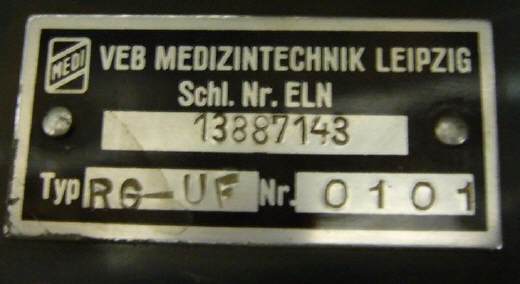 MEDI VEB MEDIZINTECHNIK LEIPZIG
Schl. Nr. ELN
13887143
Typ RG-UF Nr. 0101